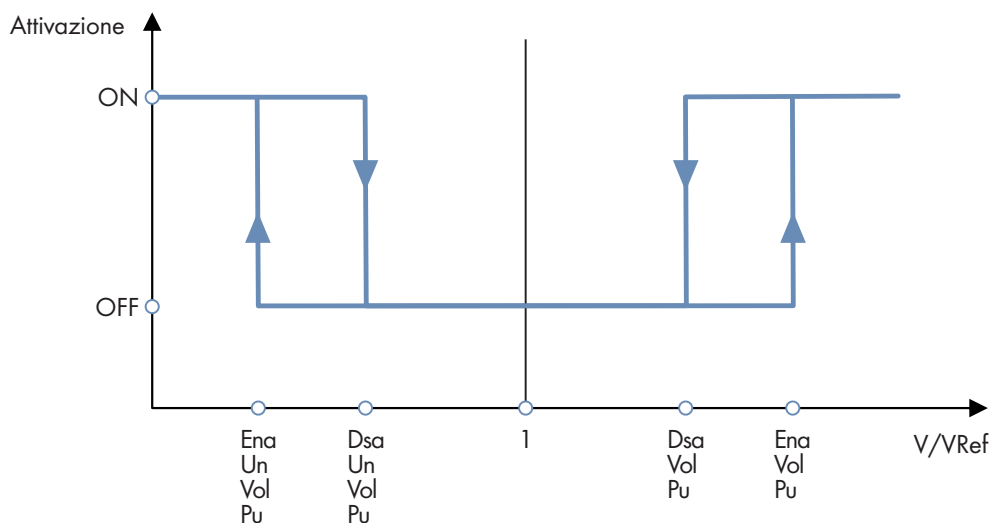 Attivazione
ON
OFF
Ena
Un
Vol
Pu
Dsa
Un
Vol
Pu
1
Dsa
Vol
Pu
Ena
Vol
Pu
V/VRef